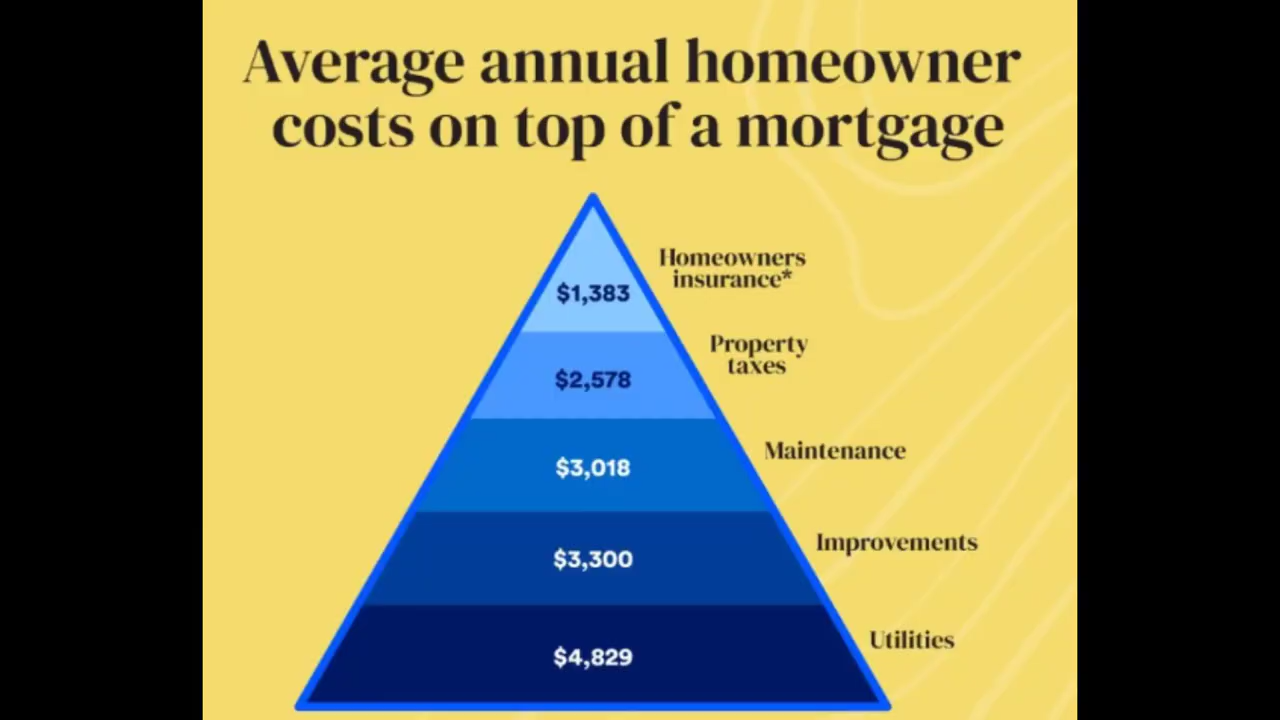 Average annual homeowner
costs on top of a mortgage
Homeowners
insurance*
$1,383
Property
taxes
$2,578
Maintenance
$3,018
Improvements
$3,300
Utilities
$4,829